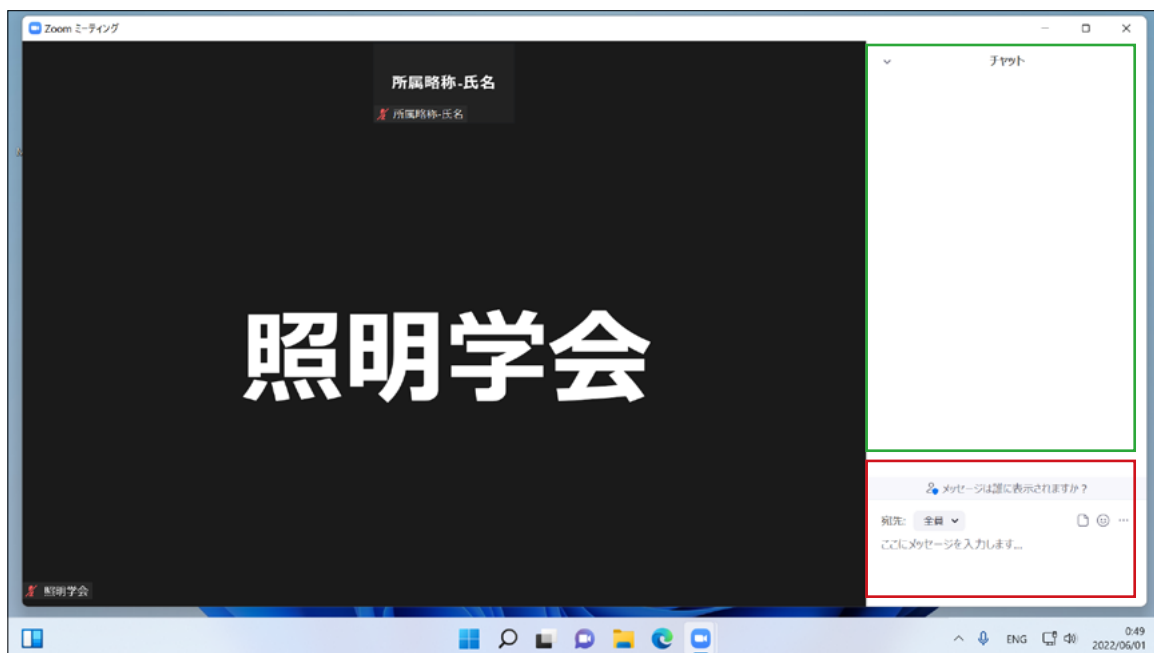 Zoom ミーティング
所属略称-氏名
所属略称-氏名
照明学会
照明学会
チャット
メッセージは誰に表示されますか？
宛先: 全員
ここにメッセージを入力します...
ENG
0:49
2022/06/01